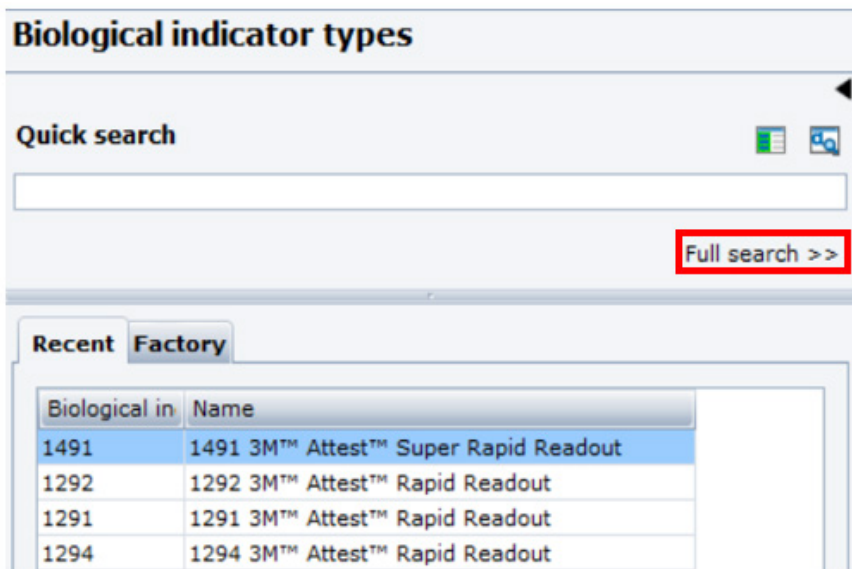 Biological indicator types
Quick search
Full search >>
Recent Factory
Biological in Name
1491 1491 3M™ Attest™ Super Rapid Readout
1292 1292 3M™ Attest™ Rapid Readout
1291 1291 3M™ Attest™ Rapid Readout
1294 1294 3M™ Attest™ Rapid Readout